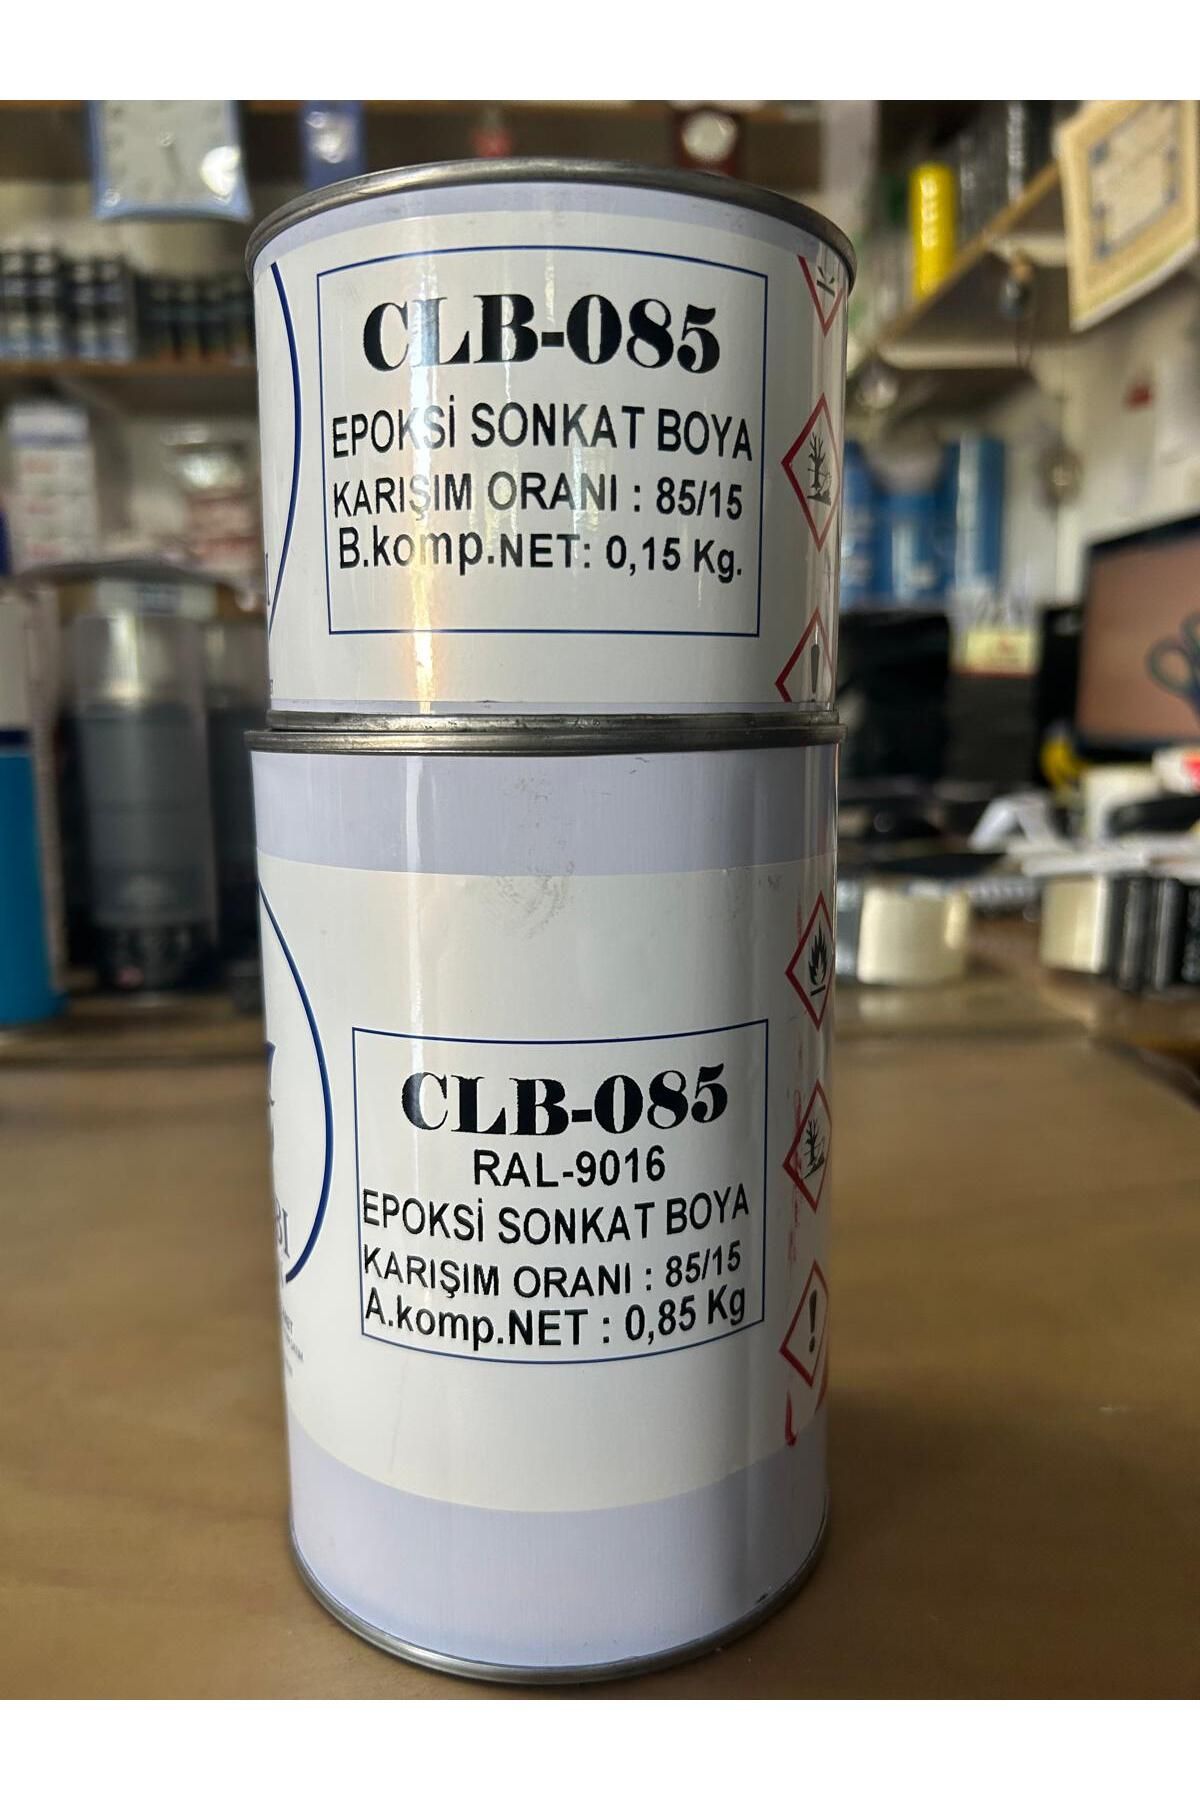 CLB-085
EPOKSİ SONKAT BOYA
KARIŞIM ORANI : 85/15
B.komp.NET: 0,15 Kg.
CLB-085
RAL-9016
EPOKSİ SONKAT BOYA
KARIŞIM ORANI : 85/15
A.komp.NET : 0,85 Kg